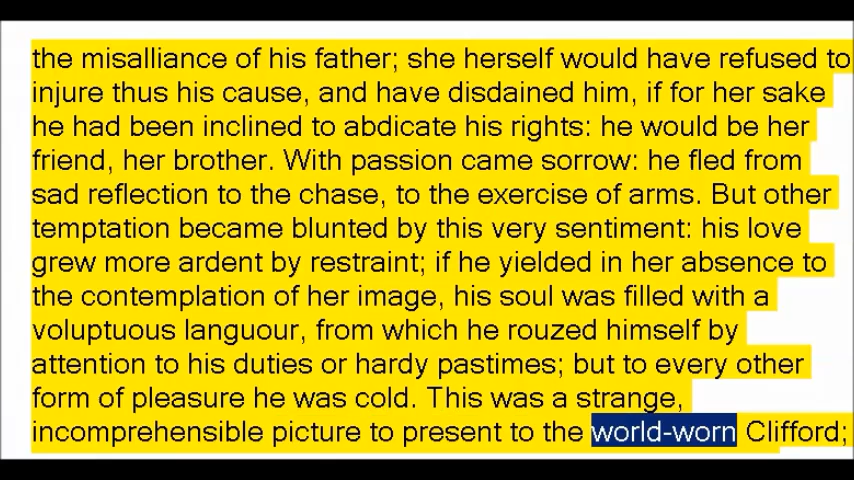 the misalliance of his father; she herself would have refused to
injure thus his cause, and have disdained him, if for her sake
he had been inclined to abdicate his rights: he would be her
friend, her brother. With passion came sorrow: he fled from
sad reflection to the chase, to the exercise of arms. But other
temptation became blunted by this very sentiment: his love
grew more ardent by restraint; if he yielded in her absence to
the contemplation of her image, his soul was filled with a
voluptuous languour, from which he rouzed himself by
attention to his duties or hardy pastimes; but to every other
form of pleasure he was cold. This was a strange,
incomprehensible picture to present to the world-worn Clifford;